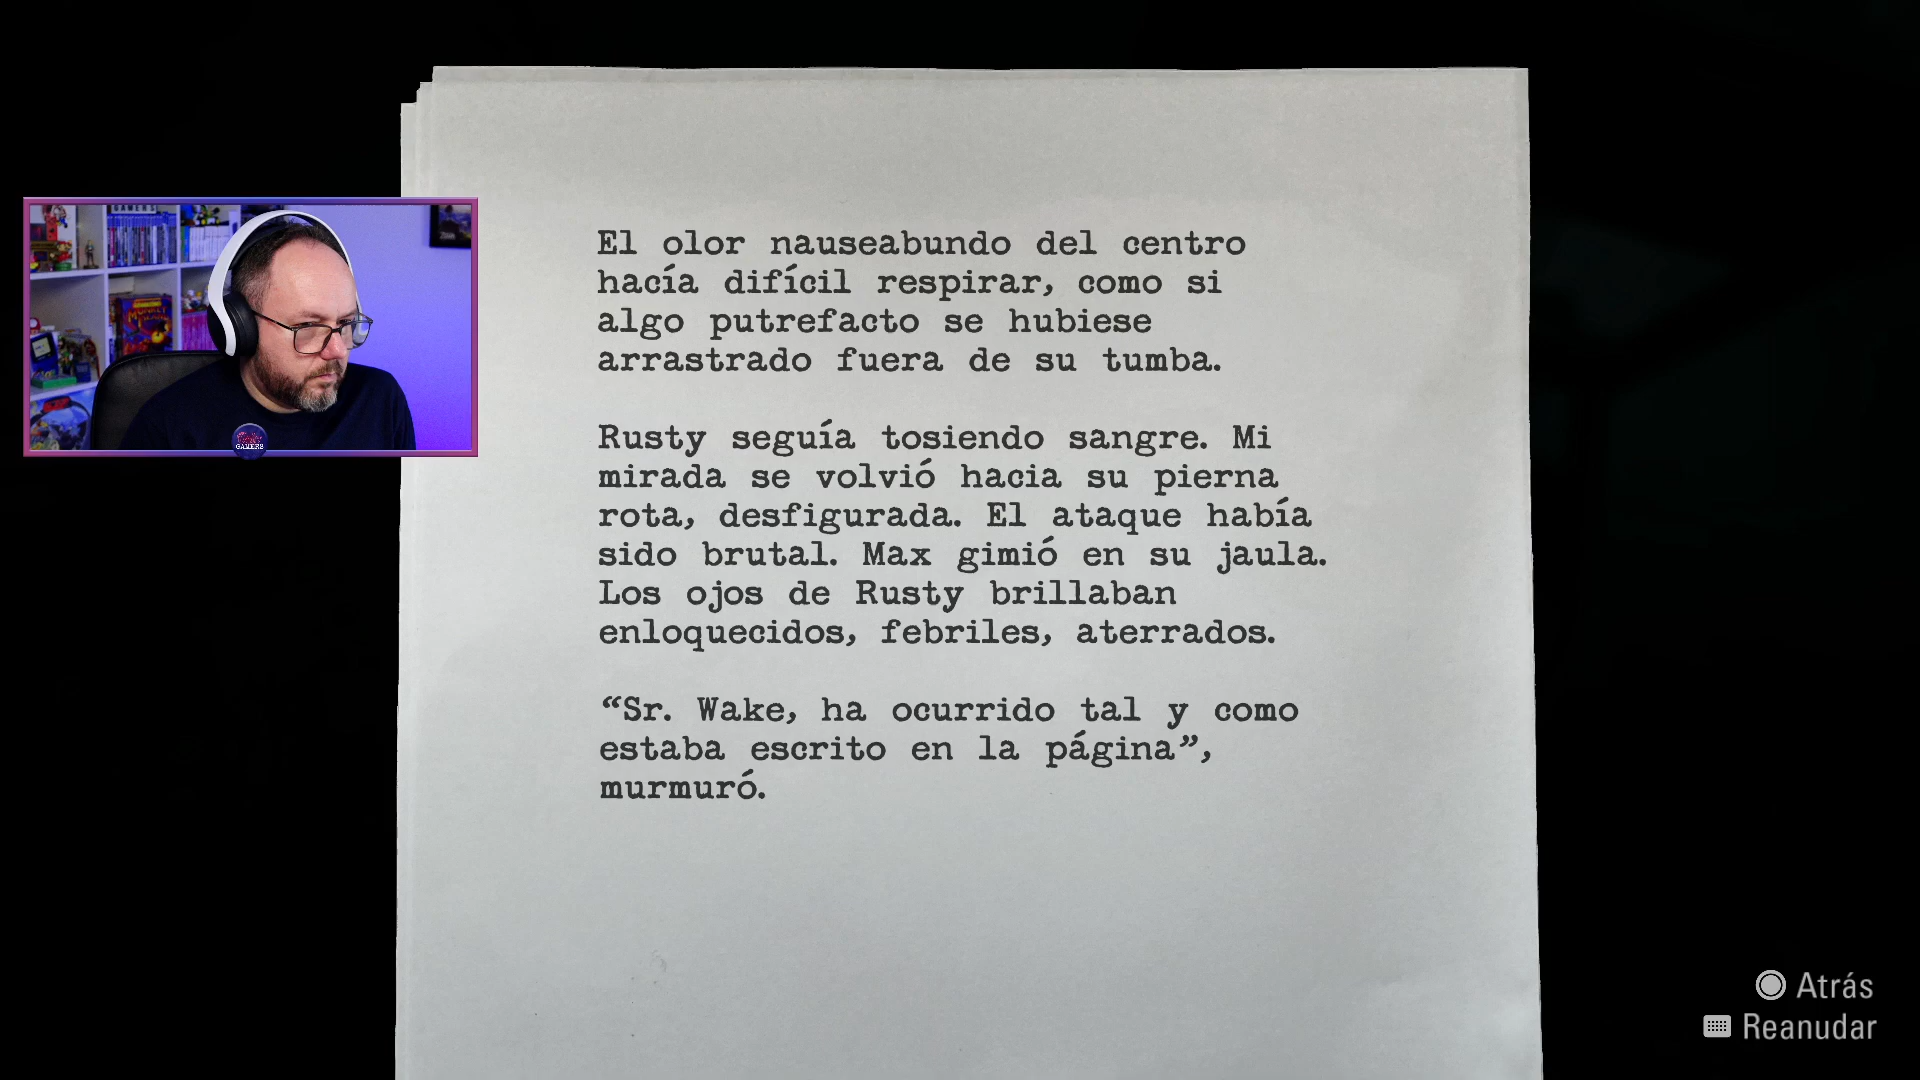 El olor nauseabundo del centro
hacía difícil respirar, como si
algo putrefacto se hubiese
arrastrado fuera de su tumba.
Rusty seguía tosiendo sangre. Mi
mirada se volvió hacia su pierna
rota, desfigurada. El ataque había
sido brutal. Max gimió en su jaula.
Los ojos de Rusty brillaban
enloquecidos, febriles, aterrados.
“Sr. Wake, ha ocurrido tal y como
estaba escrito en la página”,
murmuró.
GAMERS
Atrás
Reanudar